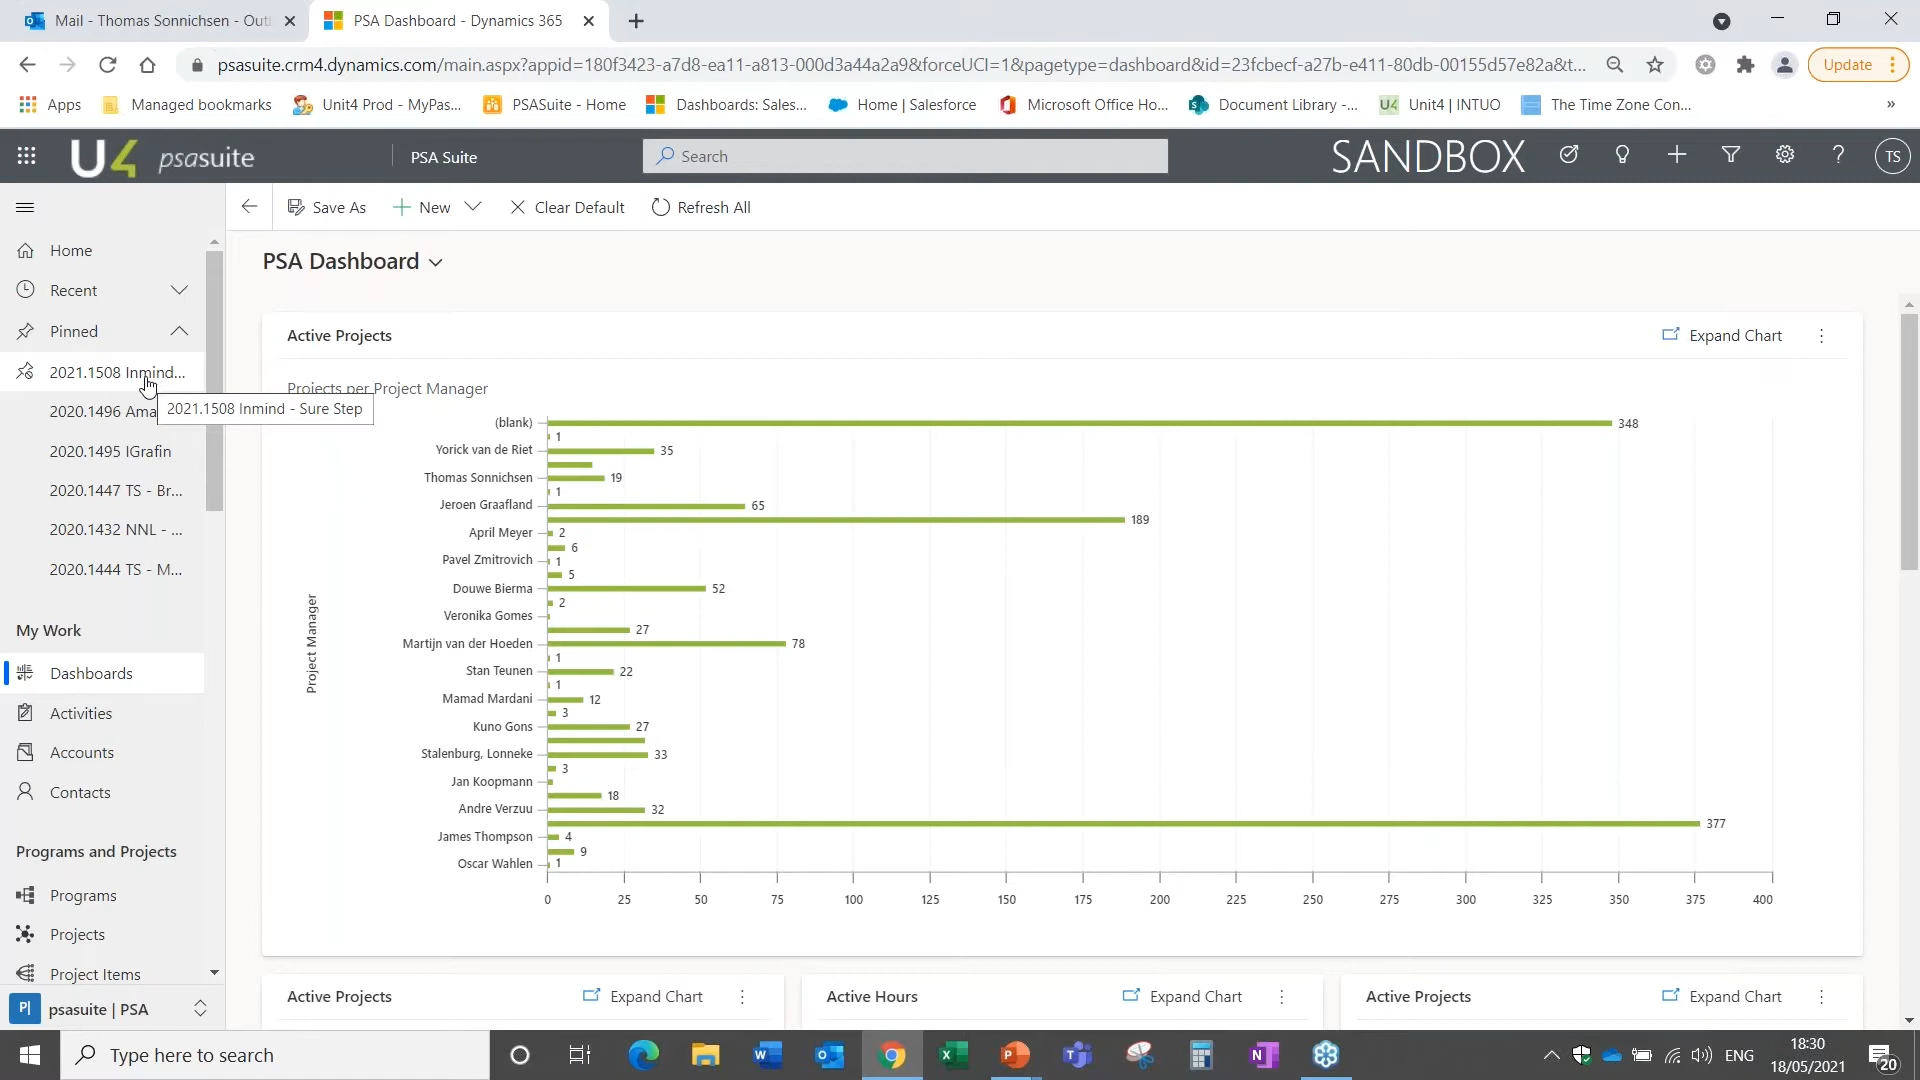 Mail - Thomas Sonnichsen - Outl
PSA Dashboard - Dynamics 365
psasuite.crm4.dynamics.com/main.aspx?appid=180f3423-a7d8-ea11-a813-000d3a44a2a9&forceUCI=1&pagetype=dashboard&id=23fcbecf-a27b-e411-80db-00155d57e82a&t...
Update
Apps
Managed bookmarks
Unit4 Prod - MyPas...
PSASuite - Home
Dashboards: Sales...
Home | Salesforce
Microsoft Office Ho...
Document Library -...
U4 Unit4 | INTUO
The Time Zone Con...
»
U4 psasuite
PSA Suite
Search
SANDBOX
TS
Save As
New
Clear Default
Refresh All
Home
Recent
Pinned
2021.1508 Inmind...
2021.1508 Inmind - Sure Step
2020.1496 Ama
2020.1495 IGrafin
2020.1447 TS - Br...
2020.1432 NNL - ...
2020.1444 TS - M...
My Work
Dashboards
Activities
Accounts
Contacts
Programs and Projects
Programs
Projects
Project Items
P| psasuite | PSA
PSA Dashboard
Active Projects
Expand Chart
Projects per Project Manager
Project Manager
(blank) 348
1
Yorick van de Riet 35
Thomas Sonnichsen 19
1
Jeroen Graafland 65
189
April Meyer 2
6
Pavel Zmitrovich 1
5
Douwe Bierma 52
2
Veronika Gomes
27
Martijn van der Hoeden 78
1
Stan Teunen 22
1
Mamad Mardani 12
3
Kuno Gons 27
Stalenburg, Lonneke 33
3
Jan Koopmann
18
Andre Verzuu 32
377
James Thompson 4
9
Oscar Wahlen 1
0 25 50 75 100 125 150 175 200 225 250 275 300 325 350 375 400
Active Projects
Expand Chart
Active Hours
Expand Chart
Active Projects
Expand Chart
Type here to search
ENG
18:30
18/05/2021
20